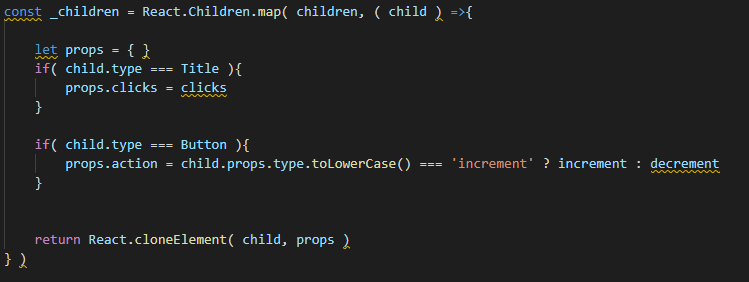 const _children = React.Children.map( children, ( child ) =>{
let props = { }
if( child.type === Title ){
props.clicks = clicks
}
if( child.type === Button ){
props.action = child.props.type.toLowerCase() === 'increment' ? increment : decrement
}
return React.cloneElement( child, props )
} )